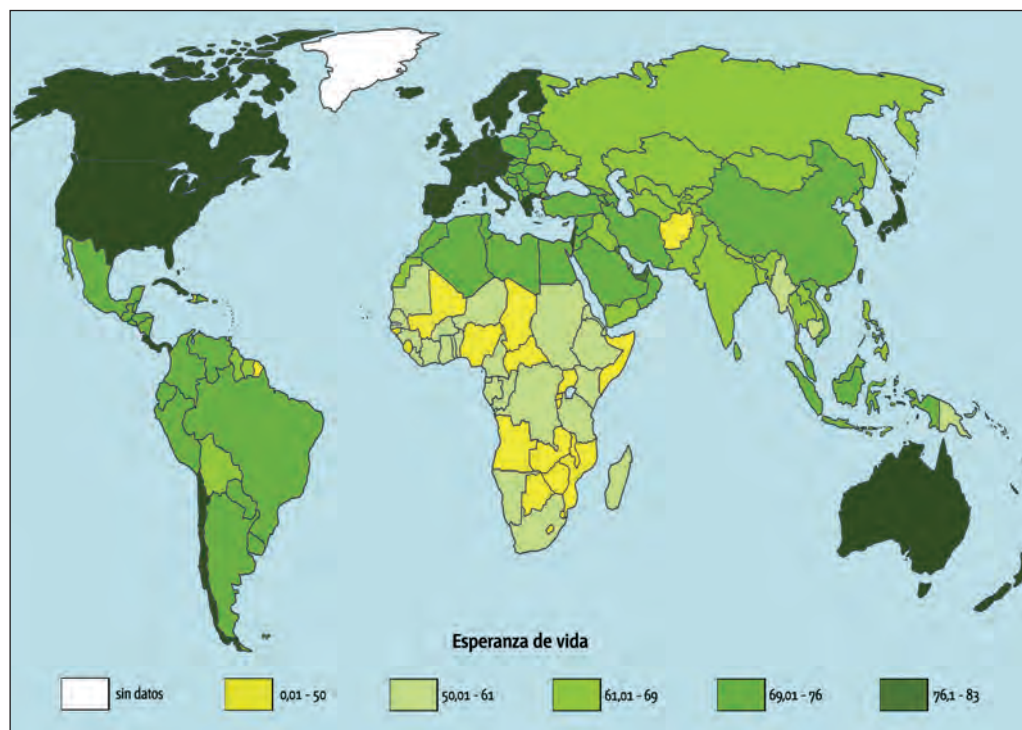 Esperanza de vida
sin datos
0,01 - 50
50,01 - 61
61,01 - 69
69,01 - 76
76,1 - 83